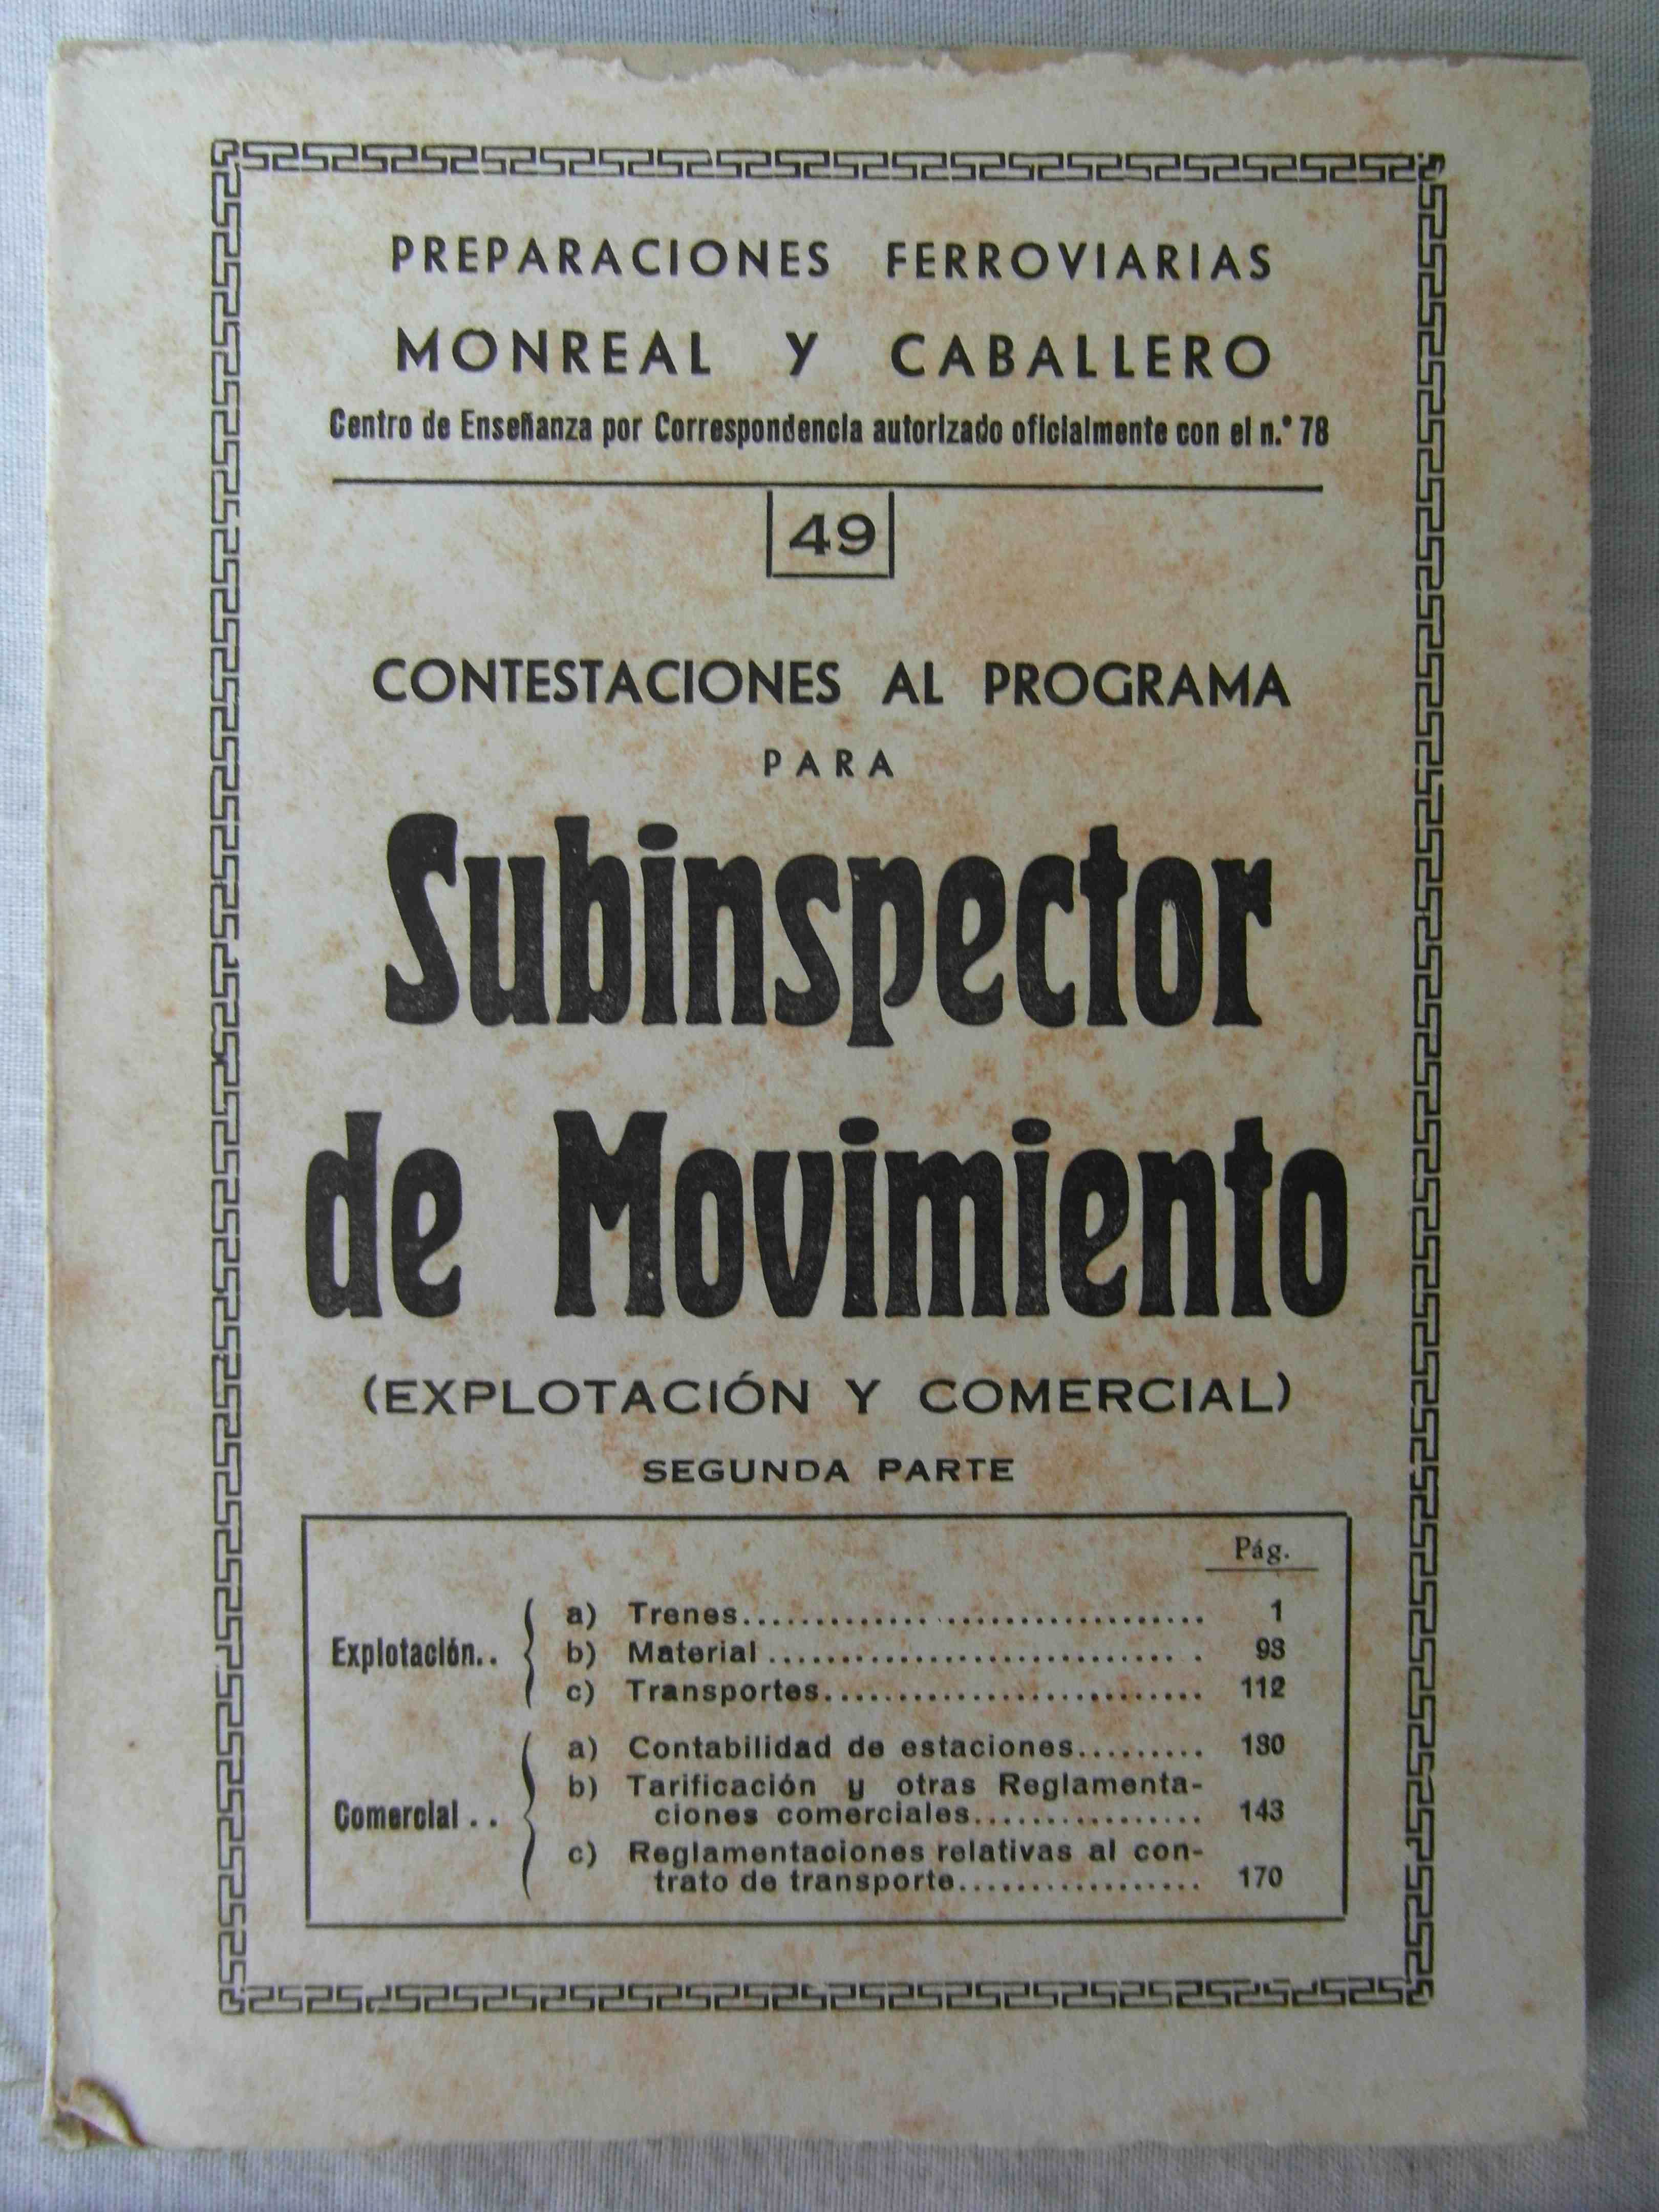 PREPARACIONES FERROVIARIAS
MONREAL Y CABALLERO
Centro de Enseñanza por Correspondencia autorizado oficialmente con el n.º 78
49
CONTESTACIONES AL PROGRAMA
PARA
Subinspector
de Movimiento
(EXPLOTACIÓN Y COMERCIAL)
SEGUNDA PARTE
Pág.
Explotación..
a) Trenes.................................. 1
b) Material .............................. 93
c) Transportes.......................... 112
Comercial ..
a) Contabilidad de estaciones......... 130
b) Tarificación y otras Reglamenta-
ciones comerciales................ 143
c) Reglamentaciones relativas al con-
trato de transporte................. 170